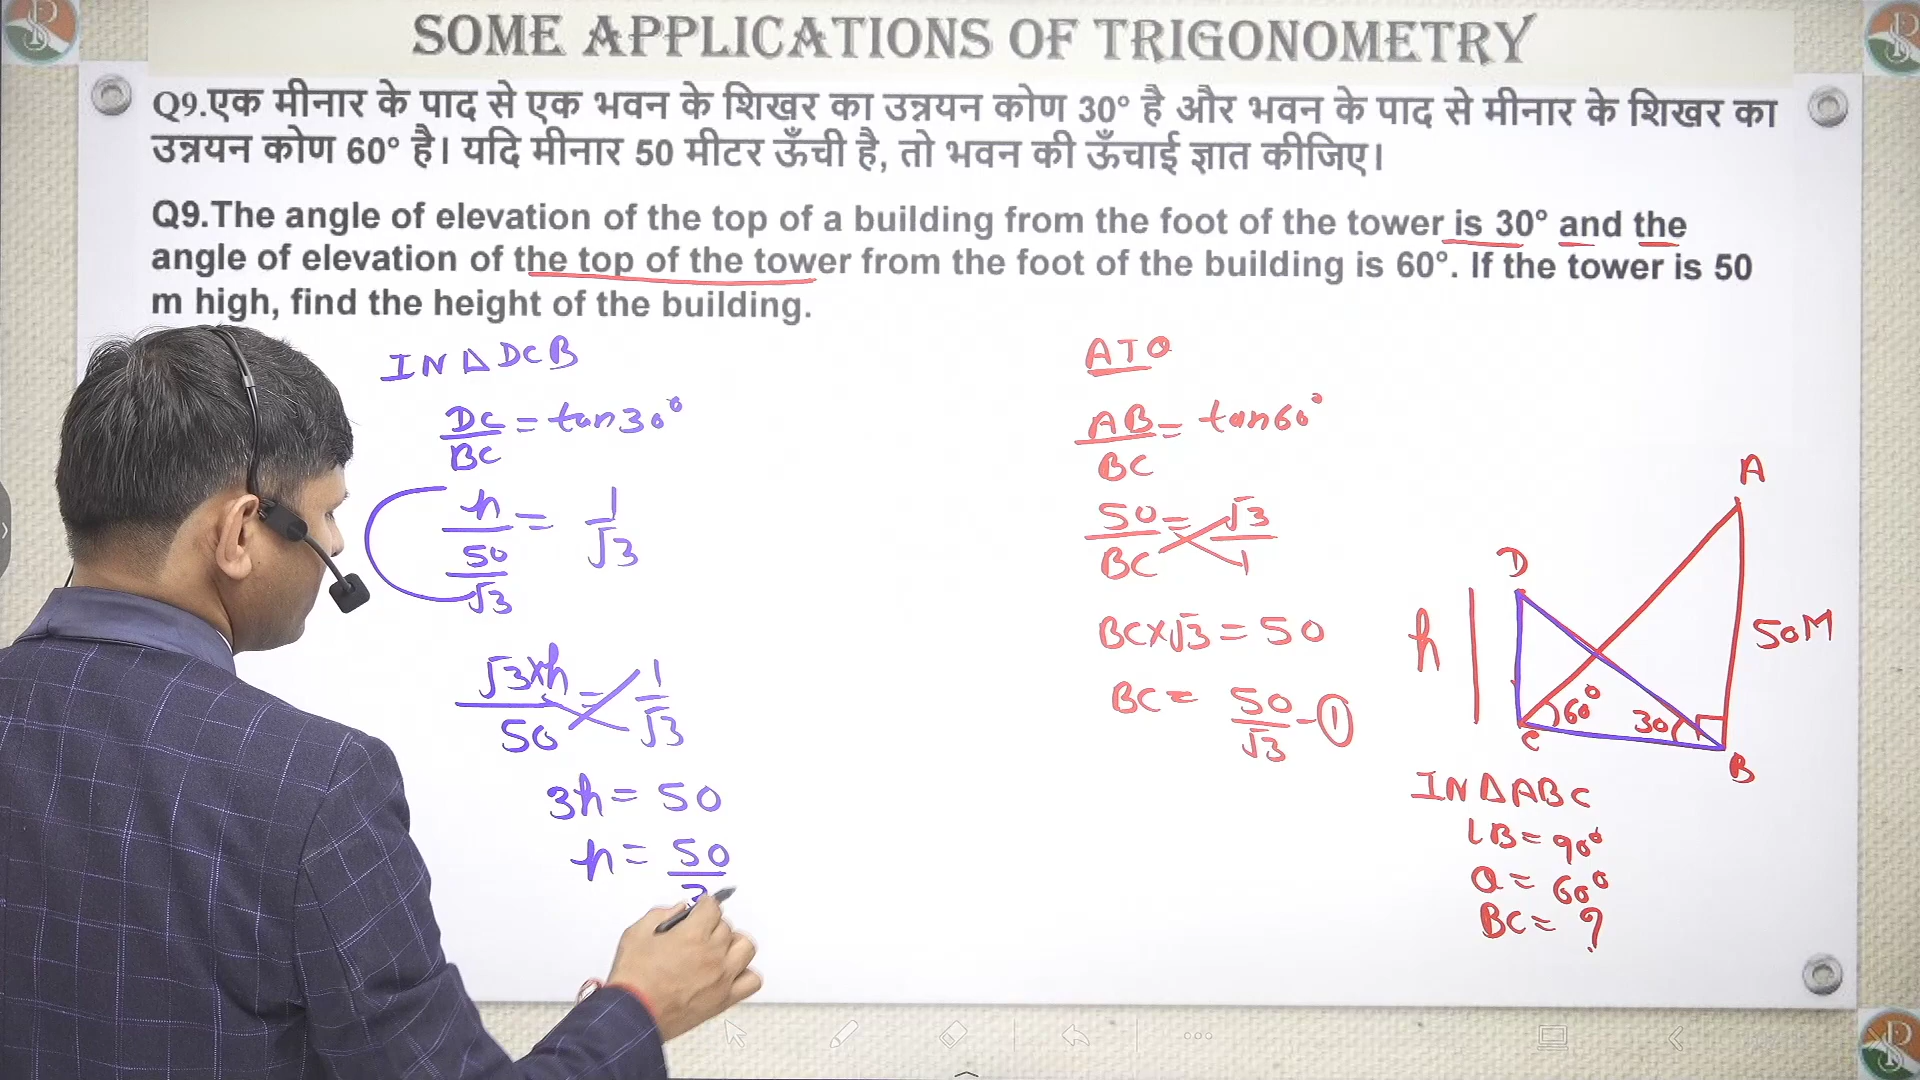 SOME APPLICATIONS OF TRIGONOMETRY
Q9.एक मीनार के पाद से एक भवन के शिखर का उन्नयन कोण 30° है और भवन के पाद से मीनार के शिखर का
उन्नयन कोण 60° है। यदि मीनार 50 मीटर ऊँची है, तो भवन की ऊँचाई ज्ञात कीजिए।
Q9.The angle of elevation of the top of a building from the foot of the tower is 30° and the
angle of elevation of the top of the tower from the foot of the building is 60°. If the tower is 50
m high, find the height of the building.
IN Δ DCB
DC/BC = tan30°
h/(50/√3) = 1/√3
√3×h/50 = 1/√3
3h = 50
h = 50/3
ATQ
AB/BC = tan60°
50/BC = √3/1
BC×√3 = 50
BC = 50/√3 - ①
A
D
h
50M
60°
30
C
B
IN Δ ABC
∠B = 90°
Q = 60°
BC = ?